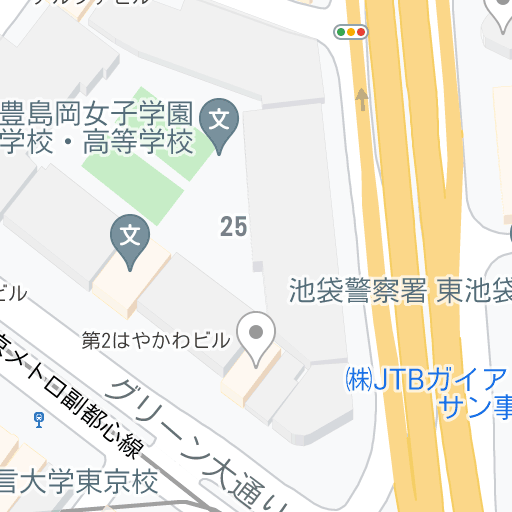 豊島岡女子学園
学校・高等学校
文
25
文
池袋警察署 東池袋
ビル
第2はやかわビル
㈱JTBガイア
サン事
京メトロ副都心線
グリーン大通り
言大学東京校